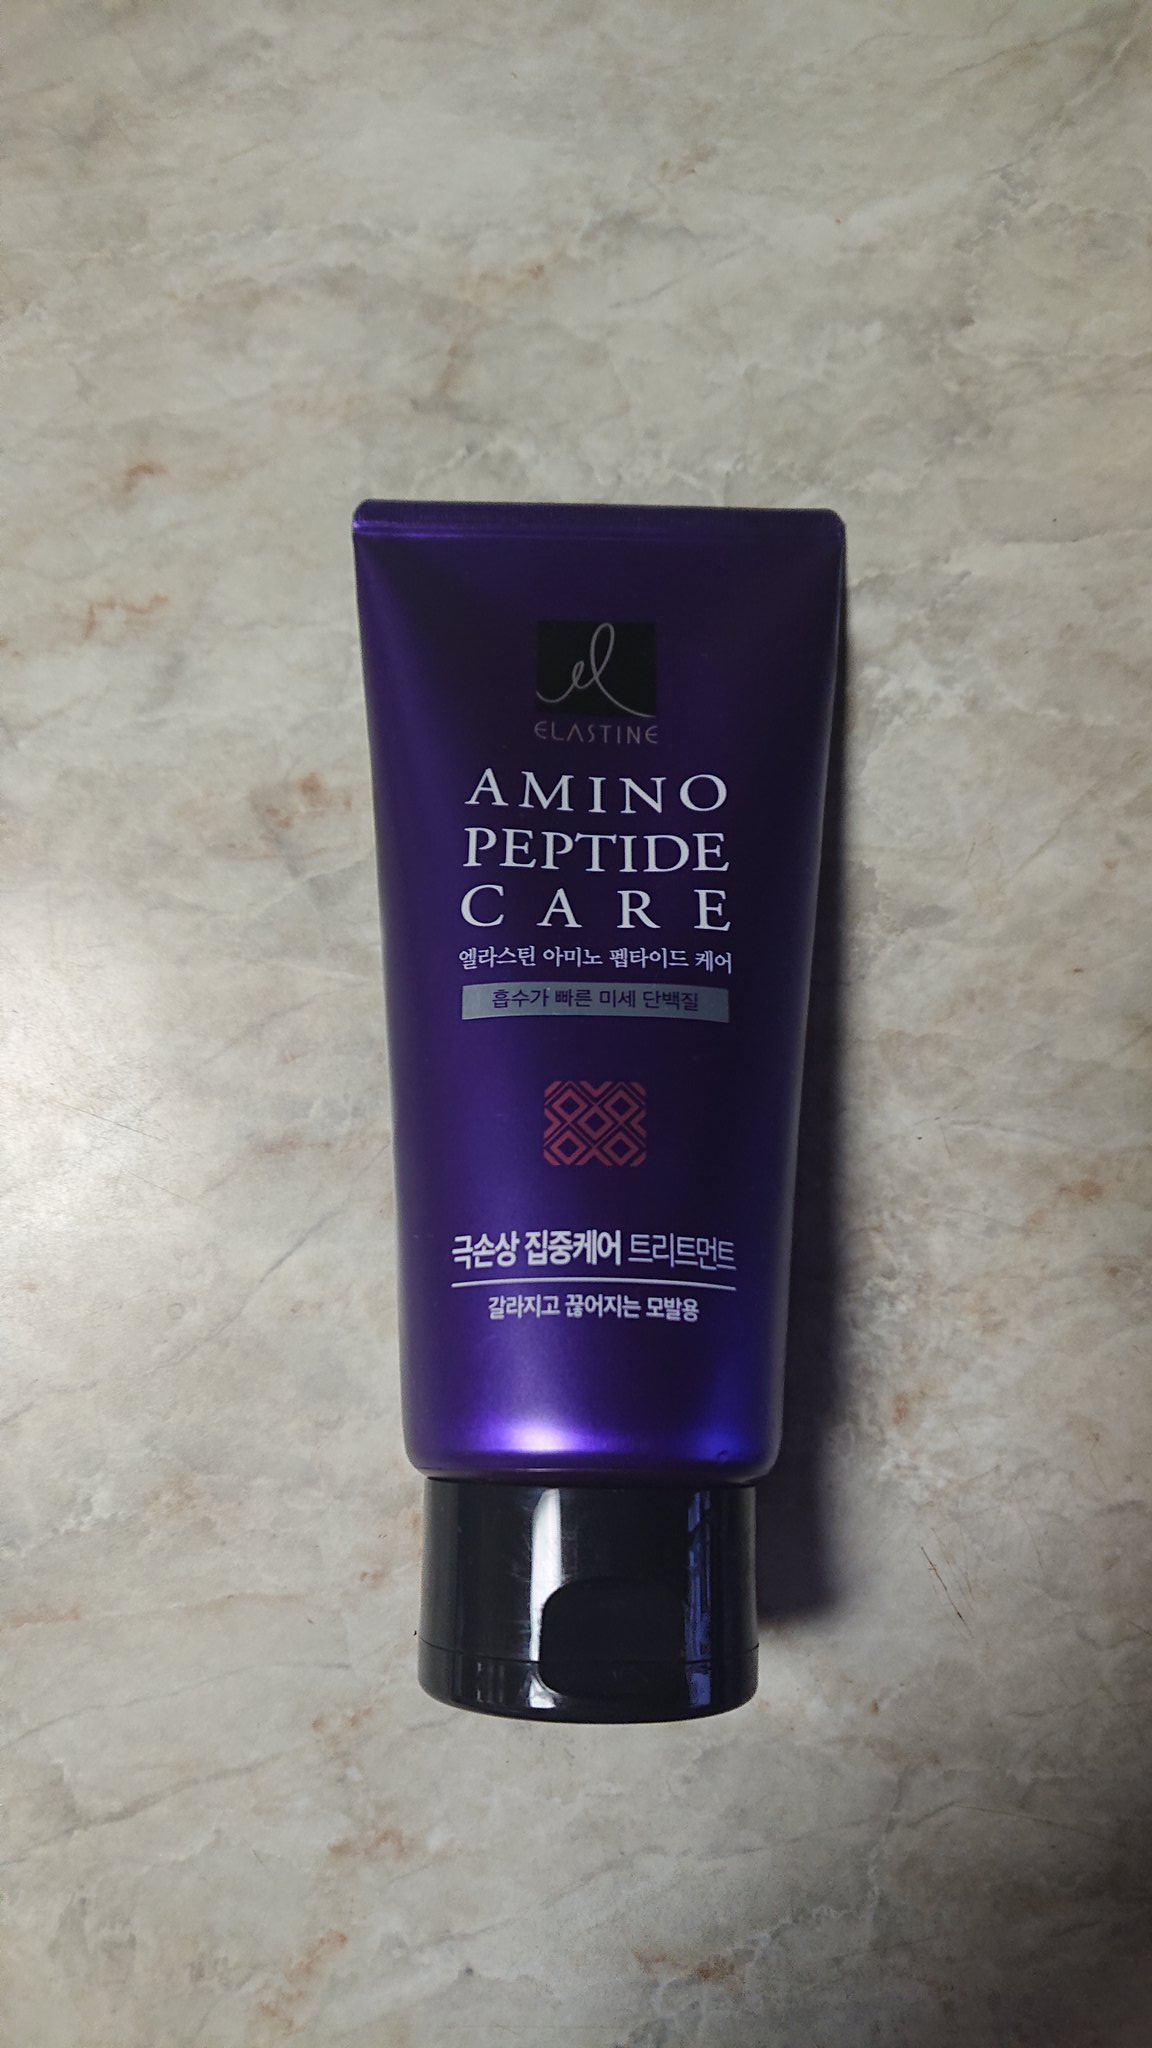 el
ELASTINE
AMINO
PEPTIDE
CARE
엘라스틴 아미노 펩타이드 케어
흡수가 빠른 미세 단백질
극손상 집중케어 트리트먼트
갈라지고 끊어지는 모발용